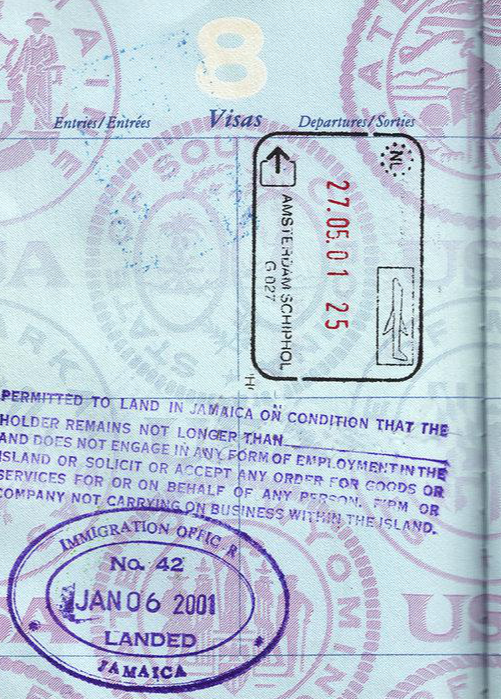 8
Entries/Entrées Visas Departures/Sorties
NL
27.05.01 25
AMSTERDAM SCHIPHOL
G 027
PERMITTED TO LAND IN JAMAICA ON CONDITION THAT THE
HOLDER REMAINS NOT LONGER THAN
AND DOES NOT ENGAGE IN ANY FORM OF EMPLOYMENT IN THE
ISLAND OR SOLICIT OR ACCEPT ANY ORDER FOR GOODS OR
SERVICES FOR OR ON BEHALF OF ANY PERSON, FIRM OR
COMPANY NOT CARRYING ON BUSINESS WITHIN THE ISLAND.
IMMIGRATION OFFIC R
No. 42
JAN 06 2001
LANDED
JAMAICA
WYOMING
US